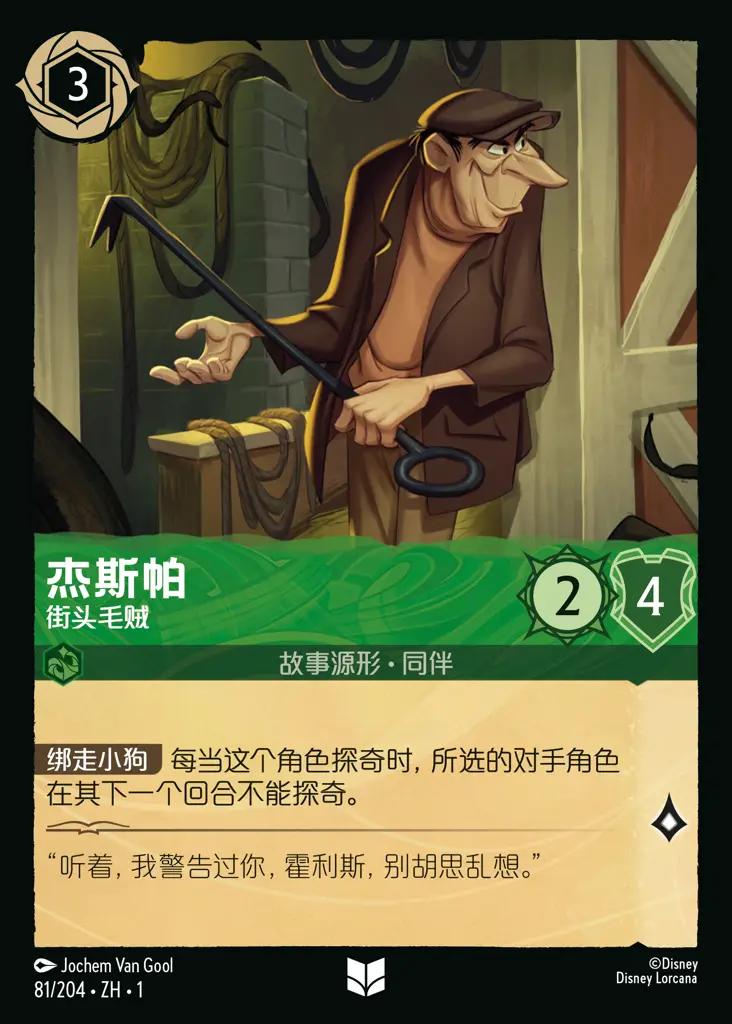 3
杰斯帕
街头毛贼
2
4
故事源形 • 同伴
绑走小狗 每当这个角色探奇时, 所选的对手角色
在其下一个回合不能探奇。
“听着, 我警告过你, 霍利斯, 别胡思乱想。”
Jochem Van Gool
81/204 • ZH • 1
©Disney
Disney Lorcana